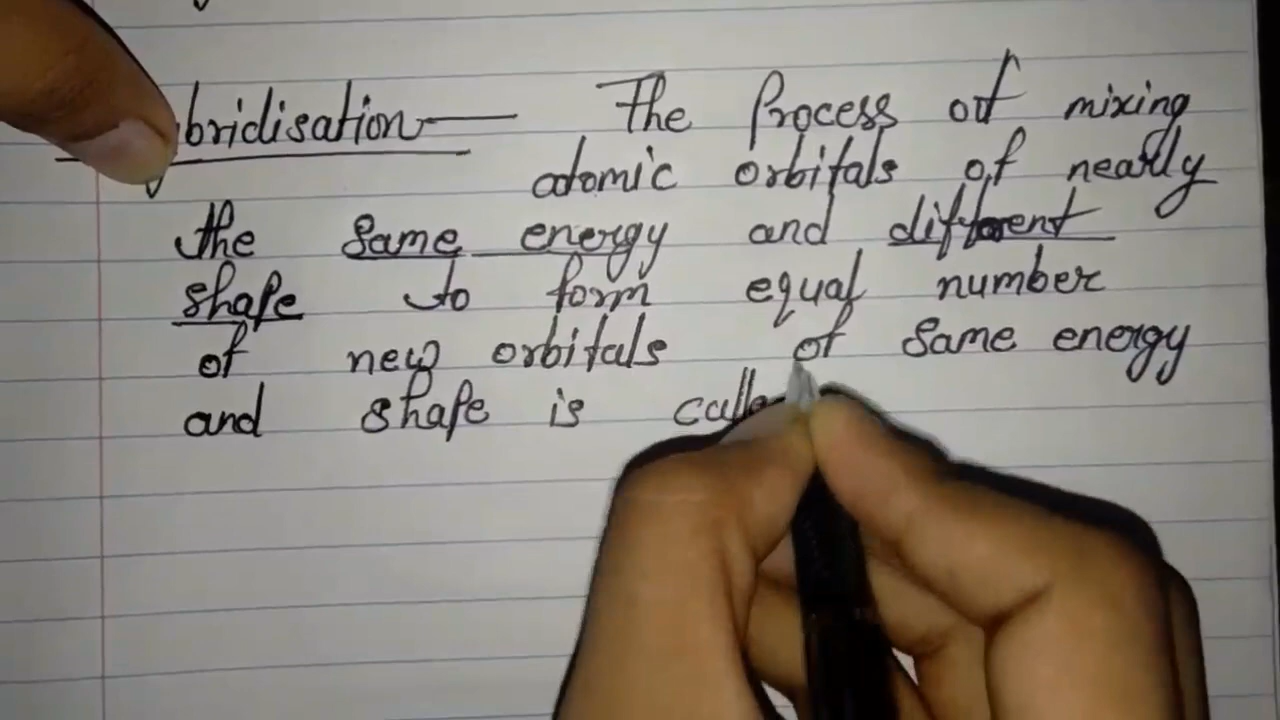 ybridisation — The Process of mixing
atomic orbitals of nearly
the same energy and different
shape to form equal number
of new orbitals of same energy
and shape is calle